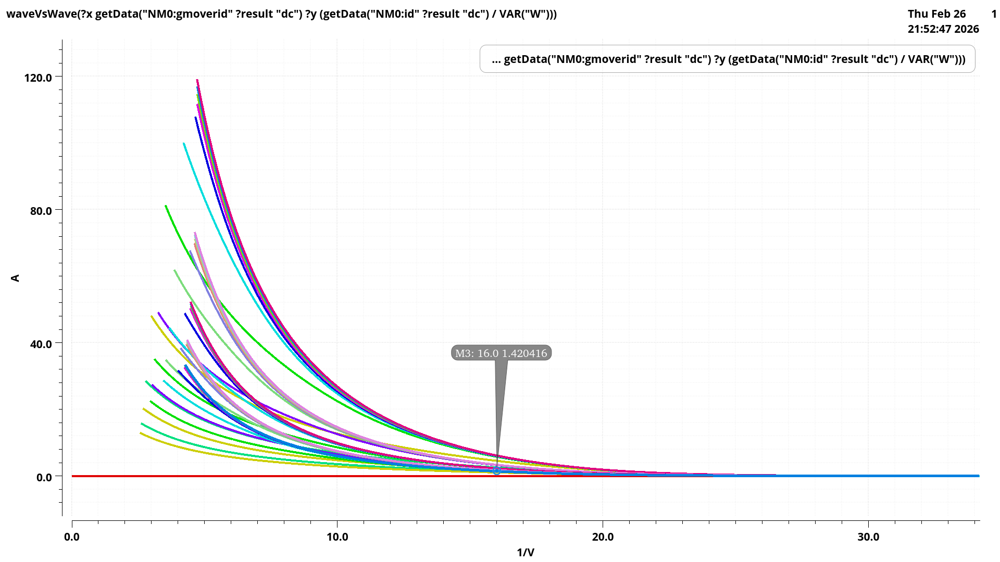 waveVsWave(?x getData("NM0:gmoverid" ?result "dc") ?y (getData("NM0:id" ?result "dc") / VAR("W")))
Thu Feb 26 1
21:52:47 2026
... getData("NM0:gmoverid" ?result "dc") ?y (getData("NM0:id" ?result "dc") / VAR("W")))
120.0
80.0
A
40.0
M3: 16.0 1.420416
0.0
0.0 10.0 20.0 30.0
1/V